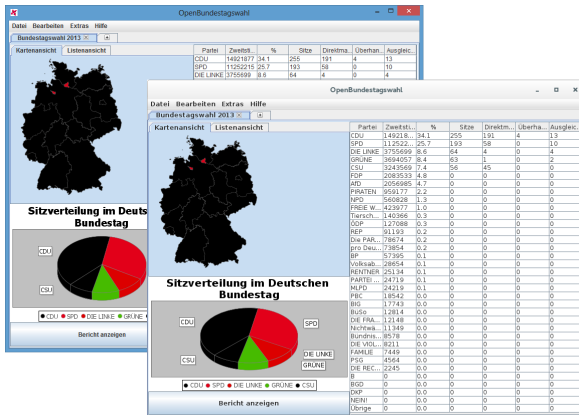 OpenBundestagswahl
Datei Bearbeiten Extras Hilfe
Bundestagswahl 2013
Kartenansicht Listenansicht
Partei Zweitsti... % Sitze Direktma... Überhan... Ausgleic...
CDU 14921877 34.1 255 191 4 13
SPD 11252215 25.7 193 58 0 10
DIE LINKE 3755699 8.6 64 4 0 4
Sitzverteilung im Deuts
Bundestag
CDU
CSU
CDU SPD DIE LINKE GRÜNE
Bericht anzeigen
OpenBundestagswahl
Datei Bearbeiten Extras Hilfe
Bundestagswahl 2013
Kartenansicht Listenansicht
Partei Zweitsti... % Sitze Direktm... Überha... Ausgleic...
CDU 149218... 34.1 255 191 4 13
SPD 112522... 25.7 193 58 0 10
DIE LINKE 3755699 8.6 64 4 0 4
GRÜNE 3694057 8.4 63 1 0 2
CSU 3243569 7.4 56 45 0 0
FDP 2083533 4.8 0 0 0 0
AfD 2056985 4.7 0 0 0 0
PIRATEN 959177 2.2 0 0 0 0
NPD 560828 1.3 0 0 0 0
FREIE W... 423977 1.0 0 0 0 0
Tiersch... 140366 0.3 0 0 0 0
ÖDP 127088 0.3 0 0 0 0
REP 91193 0.2 0 0 0 0
Die PAR... 78674 0.2 0 0 0 0
pro Deu... 73854 0.2 0 0 0 0
BP 57395 0.1 0 0 0 0
Volksab... 28654 0.1 0 0 0 0
RENTNER 25134 0.1 0 0 0 0
PARTEI ... 24719 0.1 0 0 0 0
MLPD 24219 0.1 0 0 0 0
PBC 18542 0.0 0 0 0 0
BIG 17743 0.0 0 0 0 0
BüSo 12814 0.0 0 0 0 0
DIE FRA... 12148 0.0 0 0 0 0
Nichtwä... 11349 0.0 0 0 0 0
Bündnis... 8578 0.0 0 0 0 0
DIE VIOL... 8211 0.0 0 0 0 0
FAMILIE 7449 0.0 0 0 0 0
PSG 4564 0.0 0 0 0 0
DIE REC... 2245 0.0 0 0 0 0
B 0 0.0 0 0 0 0
BGD 0 0.0 0 0 0 0
DKP 0 0.0 0 0 0 0
NEIN! 0 0.0 0 0 0 0
Übrige 0 0.0 0 0 0 0
Sitzverteilung im Deutschen
Bundestag
CDU
SPD
CSU
DIE LINKE
GRÜNE
CDU SPD DIE LINKE GRÜNE CSU
Bericht anzeigen